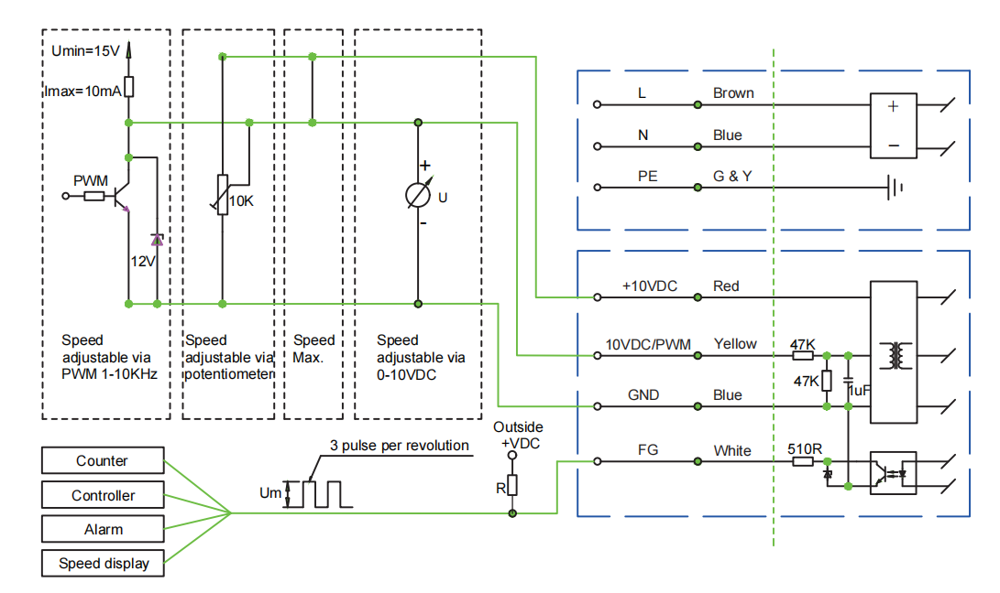 Umin=15V
Imax=10mA
PWM
12V
10K
+
U
-
Speed
adjustable via
PWM 1-10KHz
Speed
adjustable via
potentiometer
Speed
Max.
Speed
adjustable via
0-10VDC
L
Brown
+
N
Blue
−
PE
G & Y
+10VDC
Red
10VDC/PWM
Yellow
47K
47K
1uF
GND
Blue
FG
White
510R
Outside
+VDC
R
3 pulse per revolution
Um
Counter
Controller
Alarm
Speed display